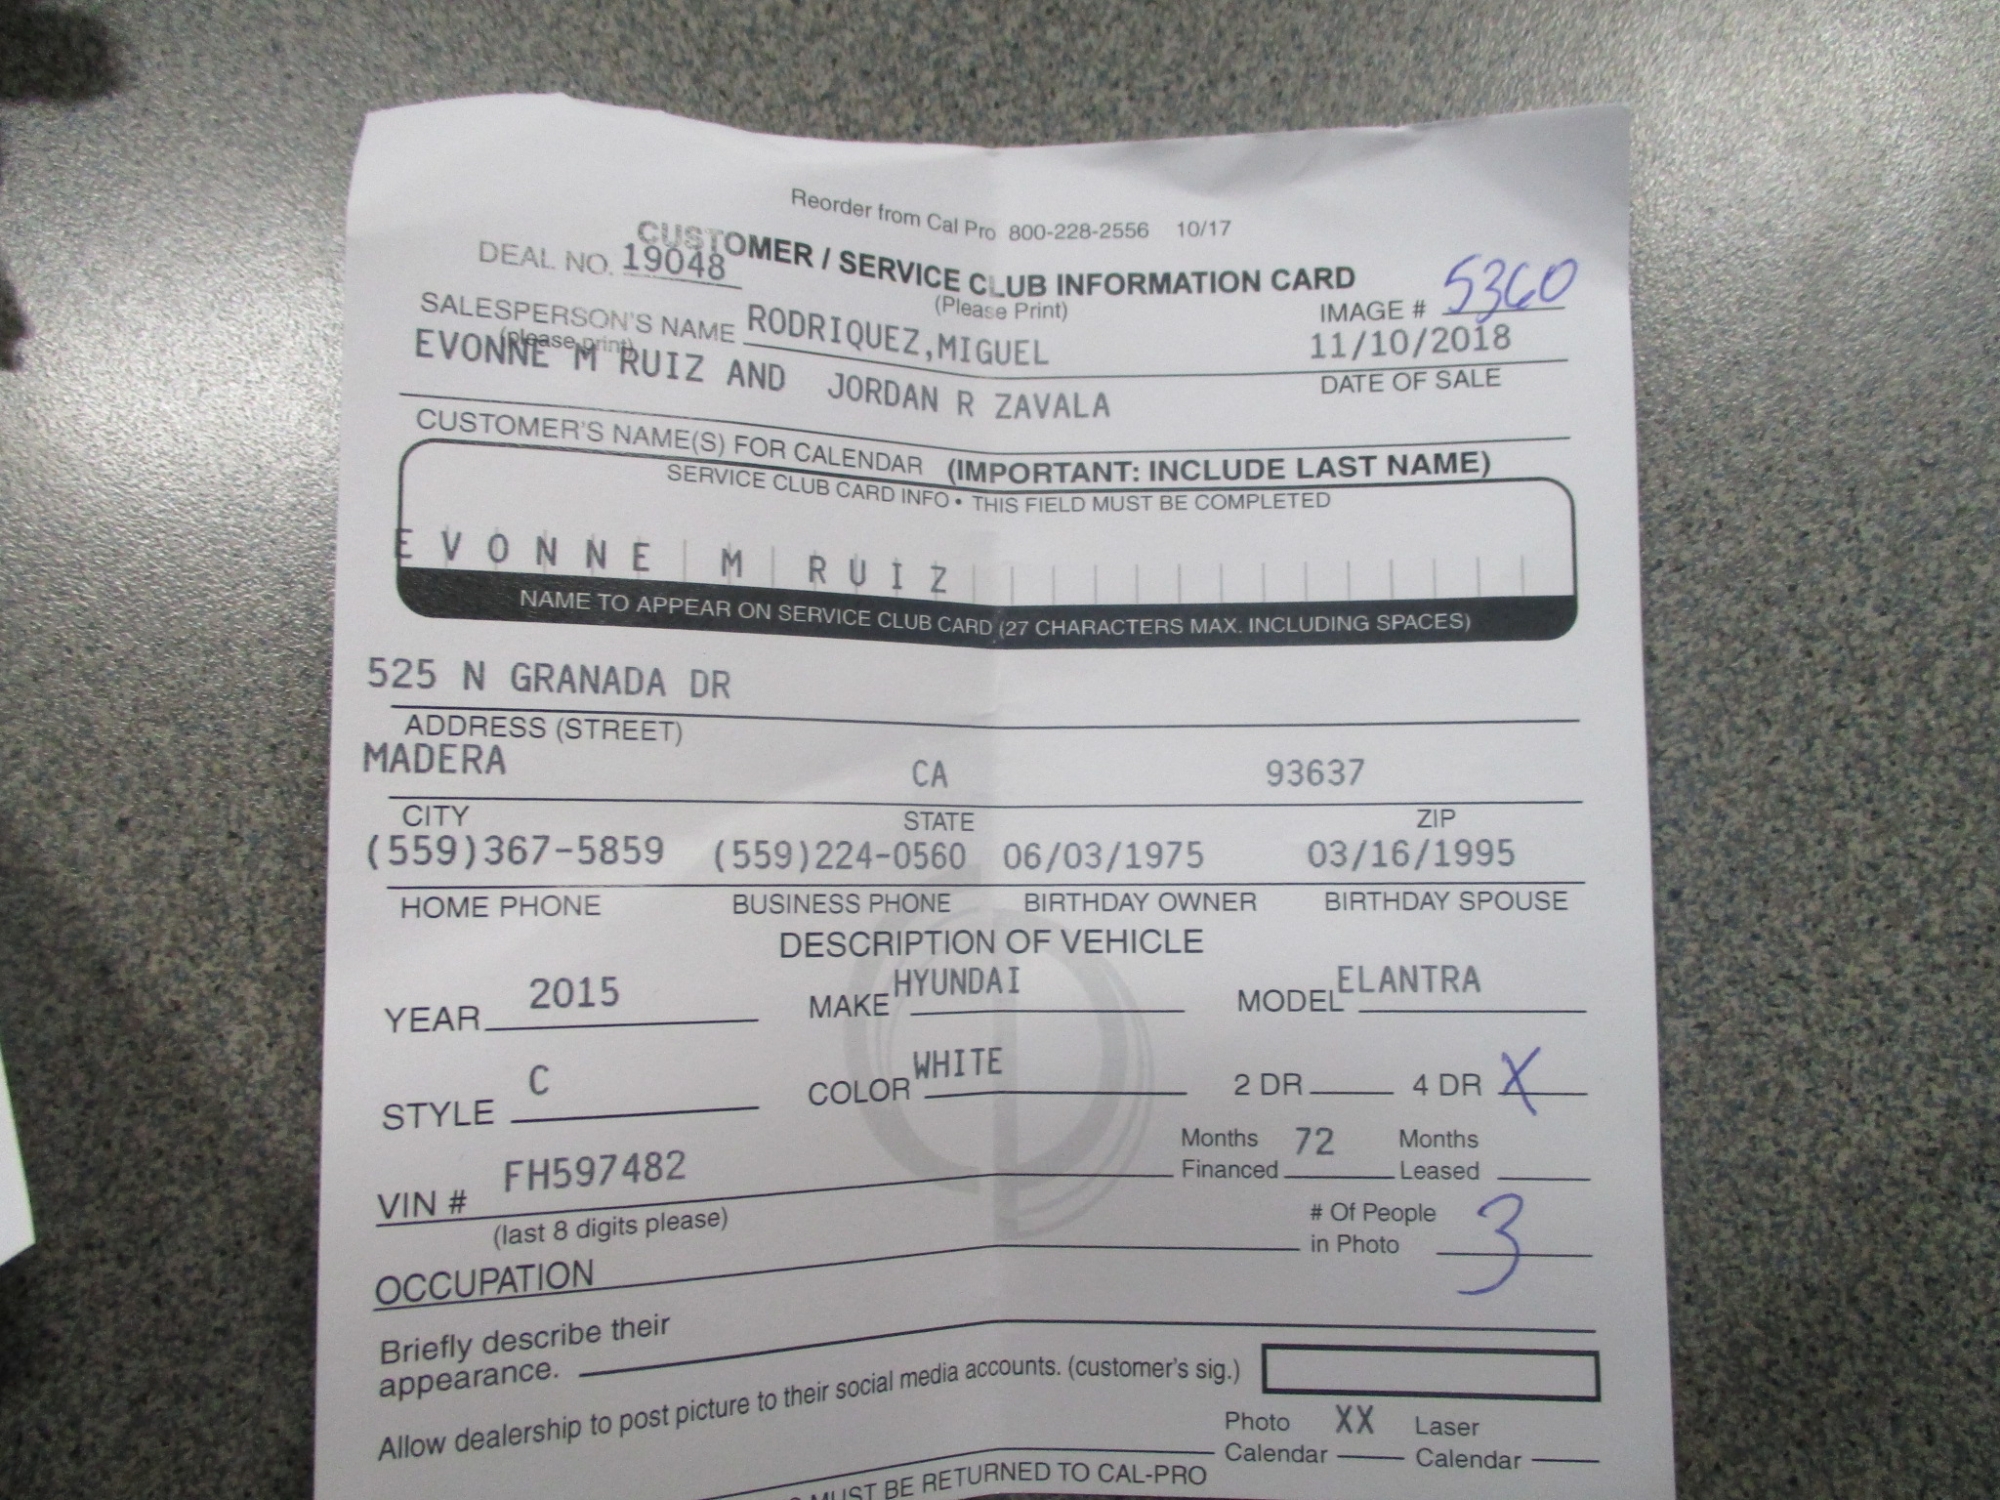 Reorder from Cal Pro 800-228-2556 10/17
CUSTOMER / SERVICE CLUB INFORMATION CARD
DEAL NO. 19048
(Please Print)
IMAGE # 5360
SALESPERSON'S NAME RODRIQUEZ,MIGUEL
(please print)
11/10/2018
EVONNE M RUIZ AND JORDAN R ZAVALA
DATE OF SALE
CUSTOMER'S NAME(S) FOR CALENDAR (IMPORTANT: INCLUDE LAST NAME)
SERVICE CLUB CARD INFO • THIS FIELD MUST BE COMPLETED
EVONNE M RUIZ
NAME TO APPEAR ON SERVICE CLUB CARD (27 CHARACTERS MAX. INCLUDING SPACES)
525 N GRANADA DR
ADDRESS (STREET)
MADERA CA 93637
CITY STATE ZIP
(559)367-5859 (559)224-0560 06/03/1975 03/16/1995
HOME PHONE BUSINESS PHONE BIRTHDAY OWNER BIRTHDAY SPOUSE
DESCRIPTION OF VEHICLE
YEAR 2015 MAKE HYUNDAI MODEL ELANTRA
STYLE C COLOR WHITE 2 DR 4 DR X
Months Financed 72 Months Leased
VIN # FH597482
(last 8 digits please)
# Of People in Photo 3
OCCUPATION
Briefly describe their
appearance.
Allow dealership to post picture to their social media accounts. (customer's sig.)
Photo Calendar XX Laser Calendar
MUST BE RETURNED TO CAL-PRO